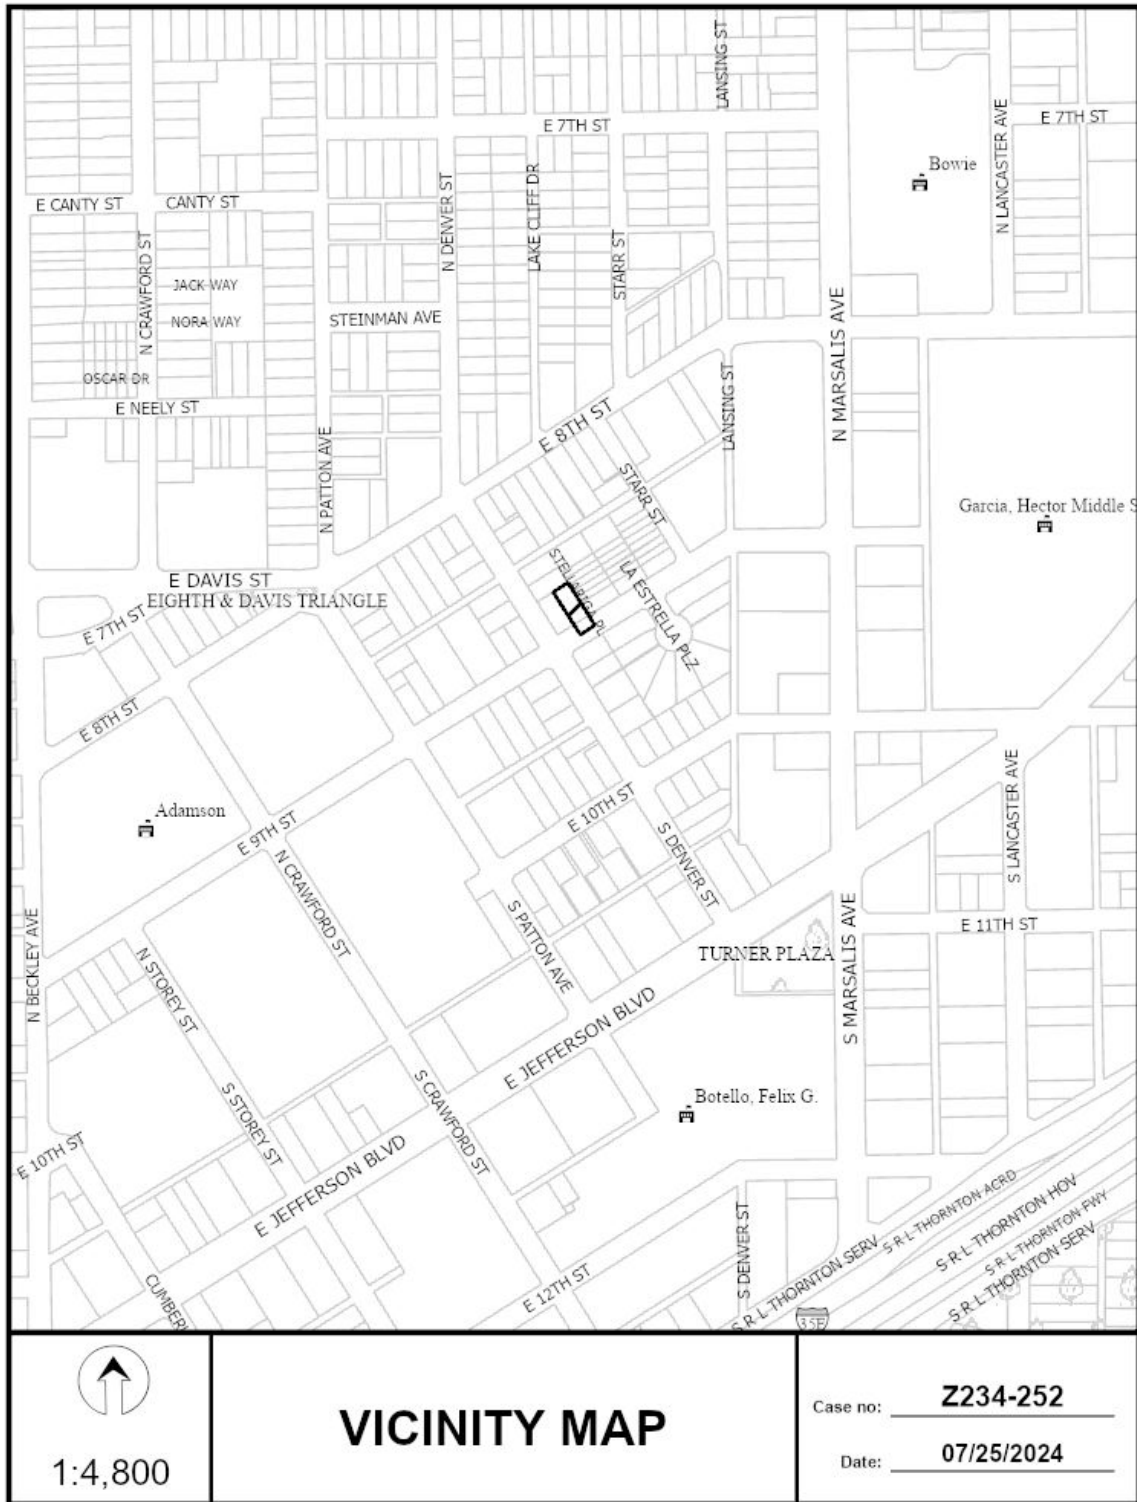 LANSING ST
E 7TH ST
E 7TH ST
N LANCASTER AVE
Bowie
LAKE CLIFF DR
N DENVER ST
E CANTY ST
CANTY ST
STARR ST
N CRAWFORD ST
JACK WAY
NORA WAY
STEINMAN AVE
N MARSALIS AVE
OSCAR DR
E NEELY ST
LANSING ST
E 8TH ST
N PATTON AVE
STARR ST
Garcia, Hector Middle S
E DAVIS ST
EIGHTH & DAVIS TRIANGLE
LA ESTRELLA PLZ
E 7TH ST
E 8TH ST
Adamson
E 9TH ST
E 10TH ST
S LANCASTER AVE
S DENVER ST
N CRAWFORD ST
S PATTON AVE
N BECKLEY AVE
E 11TH ST
N STOREY ST
TURNER PLAZA
S MARSALIS AVE
E JEFFERSON BLVD
S STOREY ST
S CRAWFORD ST
Botello, Felix G.
E 10TH ST
E JEFFERSON BLVD
S R L THORNTON ACRD
S R L THORNTON HOV
S R L THORNTON FWY
S R L THORNTON SERV
S R L THORNTON SERV
S DENVER ST
E 12TH ST
35E
1:4,800
VICINITY MAP
Case no: Z234-252
Date: 07/25/2024